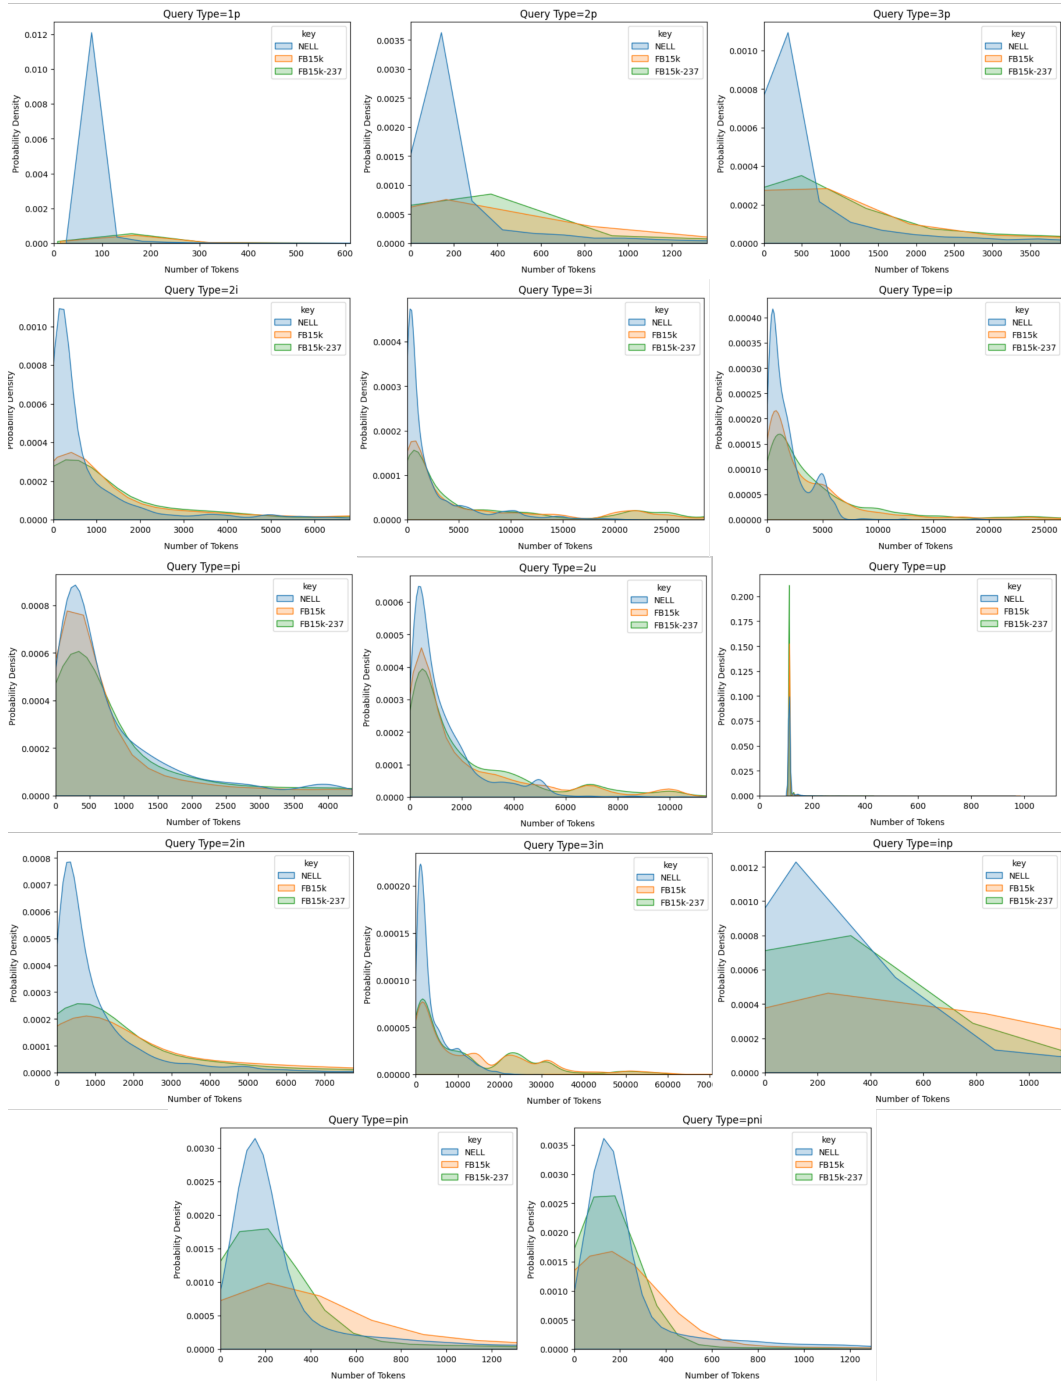 Query Type=1p
Probability Density
0.012
0.010
0.008
0.006
0.004
0.002
0.000
0 100 200 300 400 500 600
Number of Tokens
key
NELL
FB15k
FB15k-237
Query Type=2p
Probability Density
0.0035
0.0030
0.0025
0.0020
0.0015
0.0010
0.0005
0.0000
0 200 400 600 800 1000 1200
Number of Tokens
key
NELL
FB15k
FB15k-237
Query Type=3p
Probability Density
0.0010
0.0008
0.0006
0.0004
0.0002
0.0000
0 500 1000 1500 2000 2500 3000 3500
Number of Tokens
key
NELL
FB15k
FB15k-237
Query Type=2i
Probability Density
0.0010
0.0008
0.0006
0.0004
0.0002
0.0000
0 1000 2000 3000 4000 5000 6000
Number of Tokens
key
NELL
FB15k
FB15k-237
Query Type=3i
Probability Density
0.0004
0.0003
0.0002
0.0001
0.0000
0 5000 10000 15000 20000 25000
Number of Tokens
key
NELL
FB15k
FB15k-237
Query Type=ip
Probability Density
0.00040
0.00035
0.00030
0.00025
0.00020
0.00015
0.00010
0.00005
0.00000
0 5000 10000 15000 20000 25000
Number of Tokens
key
NELL
FB15k
FB15k-237
Query Type=pi
Probability Density
0.0008
0.0006
0.0004
0.0002
0.0000
0 500 1000 1500 2000 2500 3000 3500 4000
Number of Tokens
key
NELL
FB15k
FB15k-237
Query Type=2u
Probability Density
0.0006
0.0005
0.0004
0.0003
0.0002
0.0001
0.0000
0 2000 4000 6000 8000 10000
Number of Tokens
key
NELL
FB15k
FB15k-237
Query Type=up
Probability Density
0.200
0.175
0.150
0.125
0.100
0.075
0.050
0.025
0.000
0 200 400 600 800 1000
Number of Tokens
key
NELL
FB15k
FB15k-237
Query Type=2in
Probability Density
0.0008
0.0007
0.0006
0.0005
0.0004
0.0003
0.0002
0.0001
0.0000
0 1000 2000 3000 4000 5000 6000 7000
Number of Tokens
key
NELL
FB15k
FB15k-237
Query Type=3in
Probability Density
0.00020
0.00015
0.00010
0.00005
0.00000
0 10000 20000 30000 40000 50000 60000 7000
Number of Tokens
key
NELL
FB15k
FB15k-237
Query Type=inp
Probability Density
0.0012
0.0010
0.0008
0.0006
0.0004
0.0002
0.0000
0 200 400 600 800 1000
Number of Tokens
key
NELL
FB15k
FB15k-237
Query Type=pin
Probability Density
0.0030
0.0025
0.0020
0.0015
0.0010
0.0005
0.0000
0 200 400 600 800 1000 1200
Number of Tokens
key
NELL
FB15k
FB15k-237
Query Type=pni
Probability Density
0.0035
0.0030
0.0025
0.0020
0.0015
0.0010
0.0005
0.0000
0 200 400 600 800 1000 1200
Number of Tokens
key
NELL
FB15k
FB15k-237